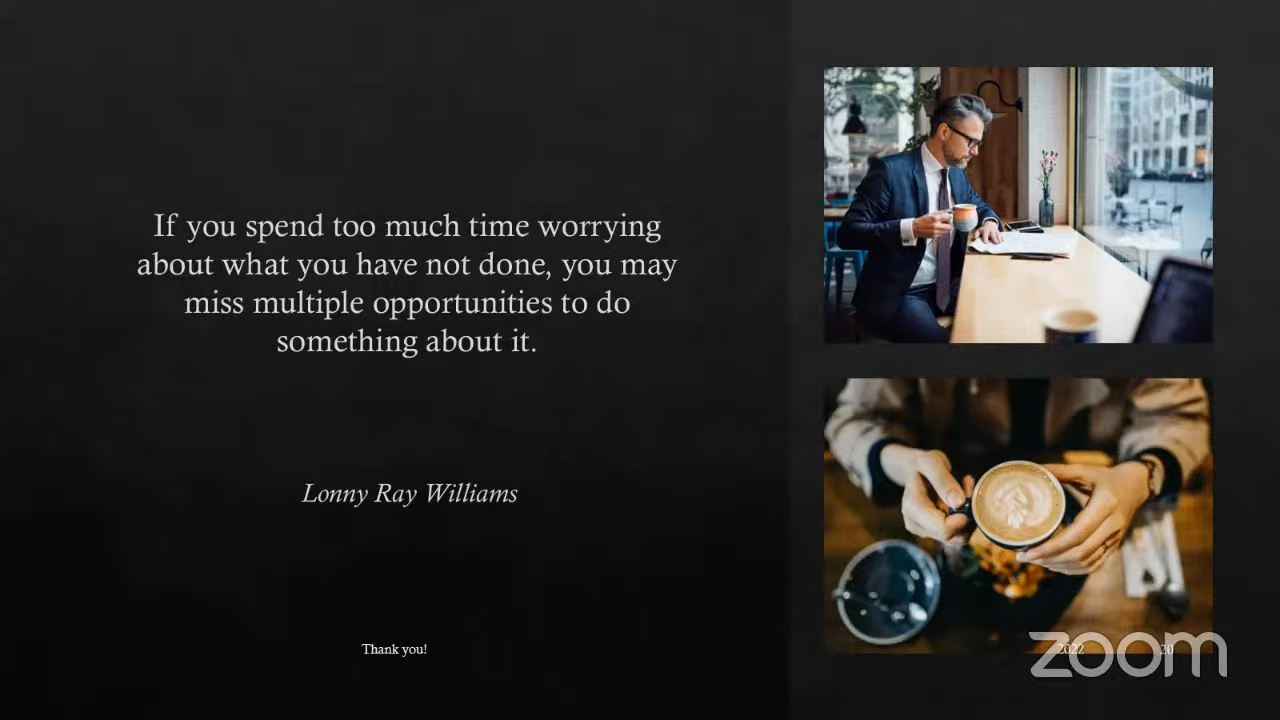 If you spend too much time worrying
about what you have not done, you may
miss multiple opportunities to do
something about it.
Lonny Ray Williams
Thank you!
2022
20
zoom